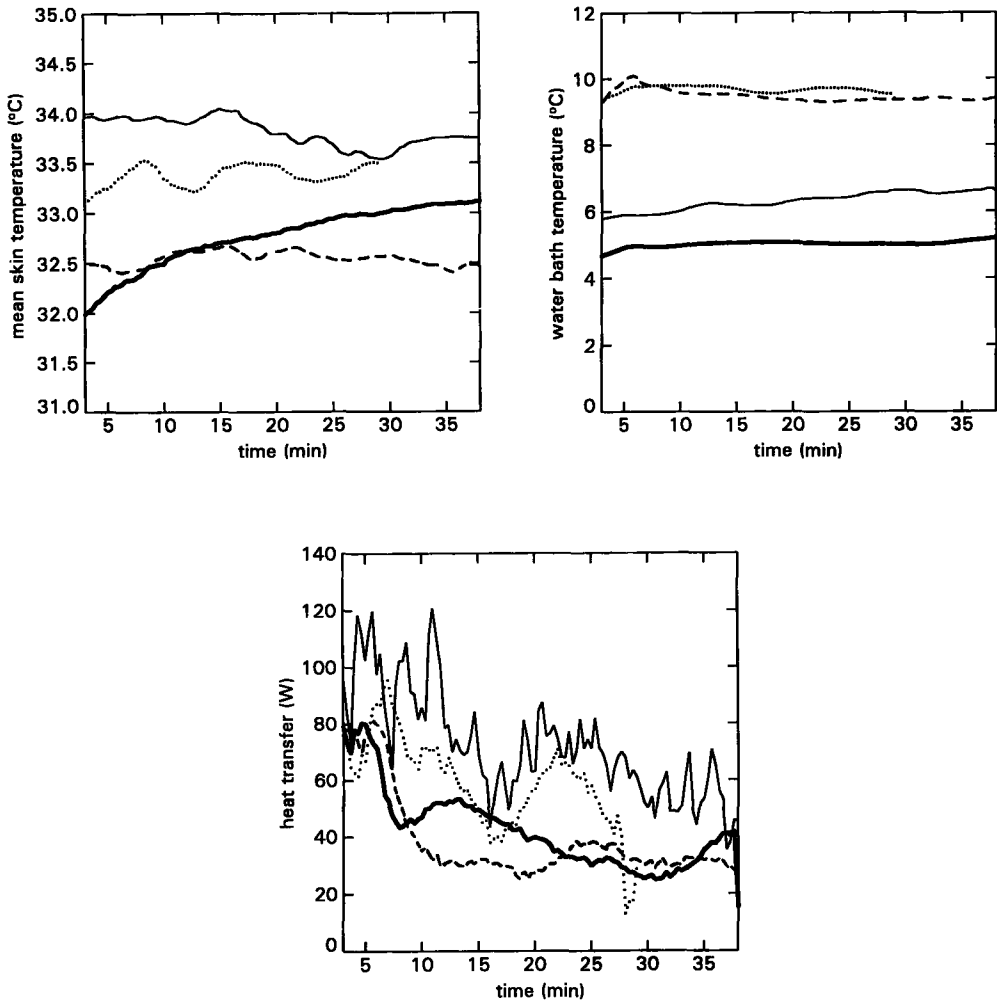 35.0
34.5
34.0
33.5
33.0
32.5
32.0
31.5
31.0
mean skin temperature (ºC)
5 10 15 20 25 30 35
time (min)
12
10
8
6
4
2
0
water bath temperature (ºC)
5 10 15 20 25 30 35
time (min)
140
120
100
80
60
40
20
0
heat transfer (W)
5 10 15 20 25 30 35
time (min)